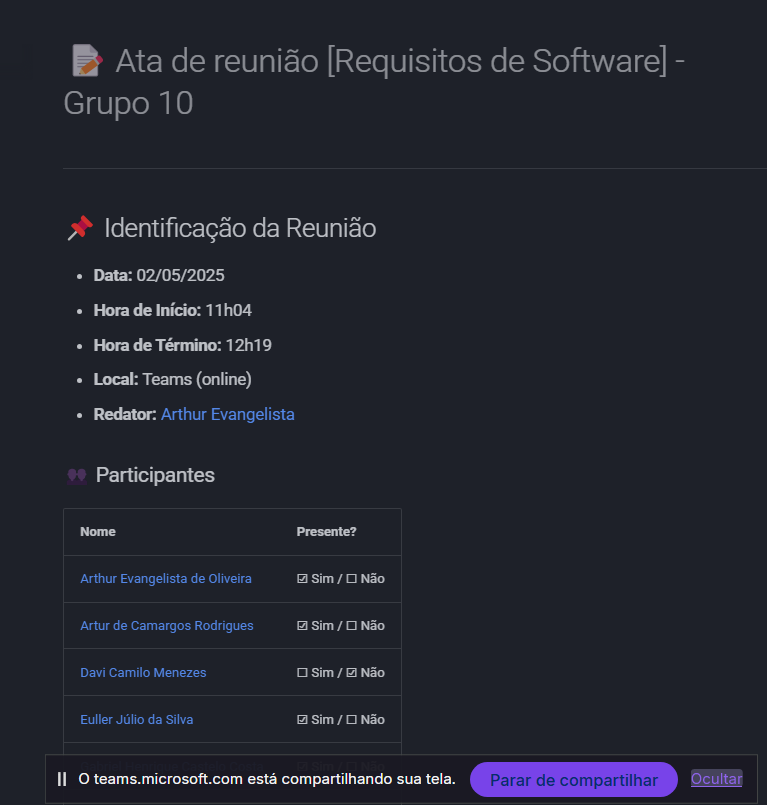 Ata de reunião [Requisitos de Software] -
Grupo 10
Identificação da Reunião
Data: 02/05/2025
Hora de Início: 11h04
Hora de Término: 12h19
Local: Teams (online)
Redator: Arthur Evangelista
Participantes
Nome Presente?
Arthur Evangelista de Oliveira ☑ Sim / ☐ Não
Artur de Camargos Rodrigues ☑ Sim / ☐ Não
Davi Camilo Menezes ☐ Sim / ☑ Não
Euller Júlio da Silva ☑ Sim / ☐ Não
O teams.microsoft.com está compartilhando sua tela. Parar de compartilhar Ocultar